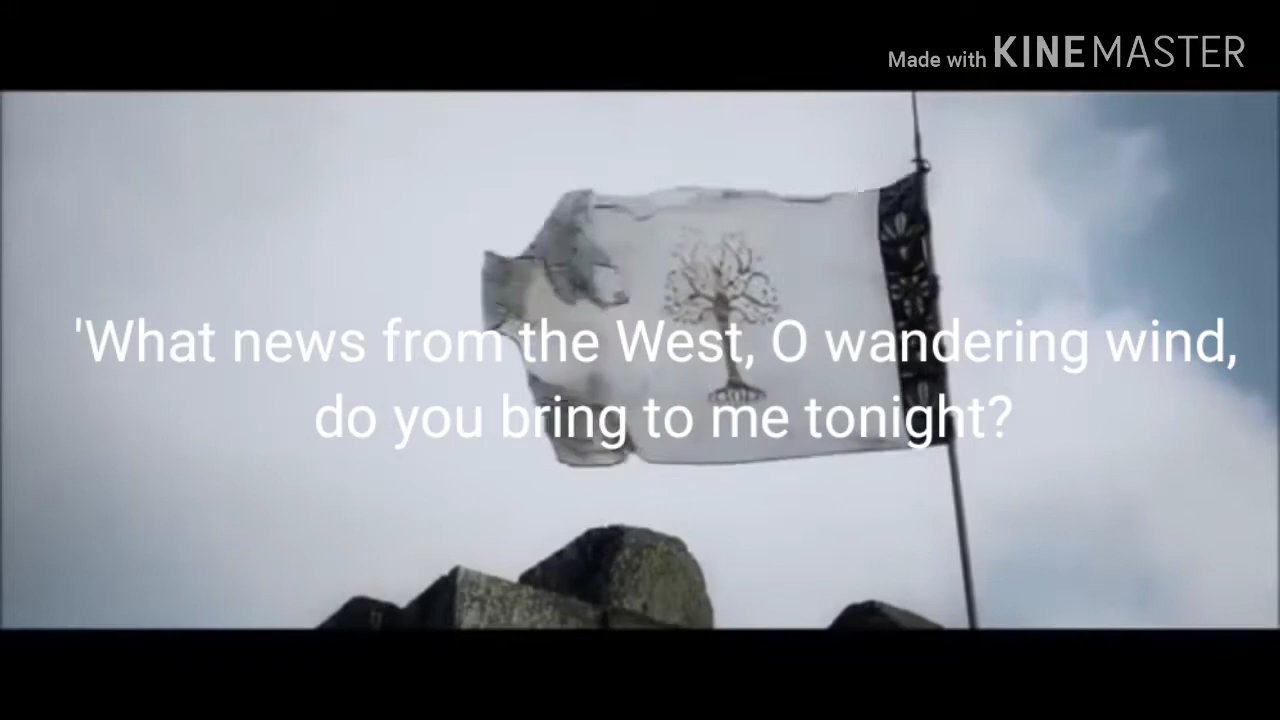 Made with KINEMASTER
'What news from the West, O wandering wind,
do you bring to me tonight?